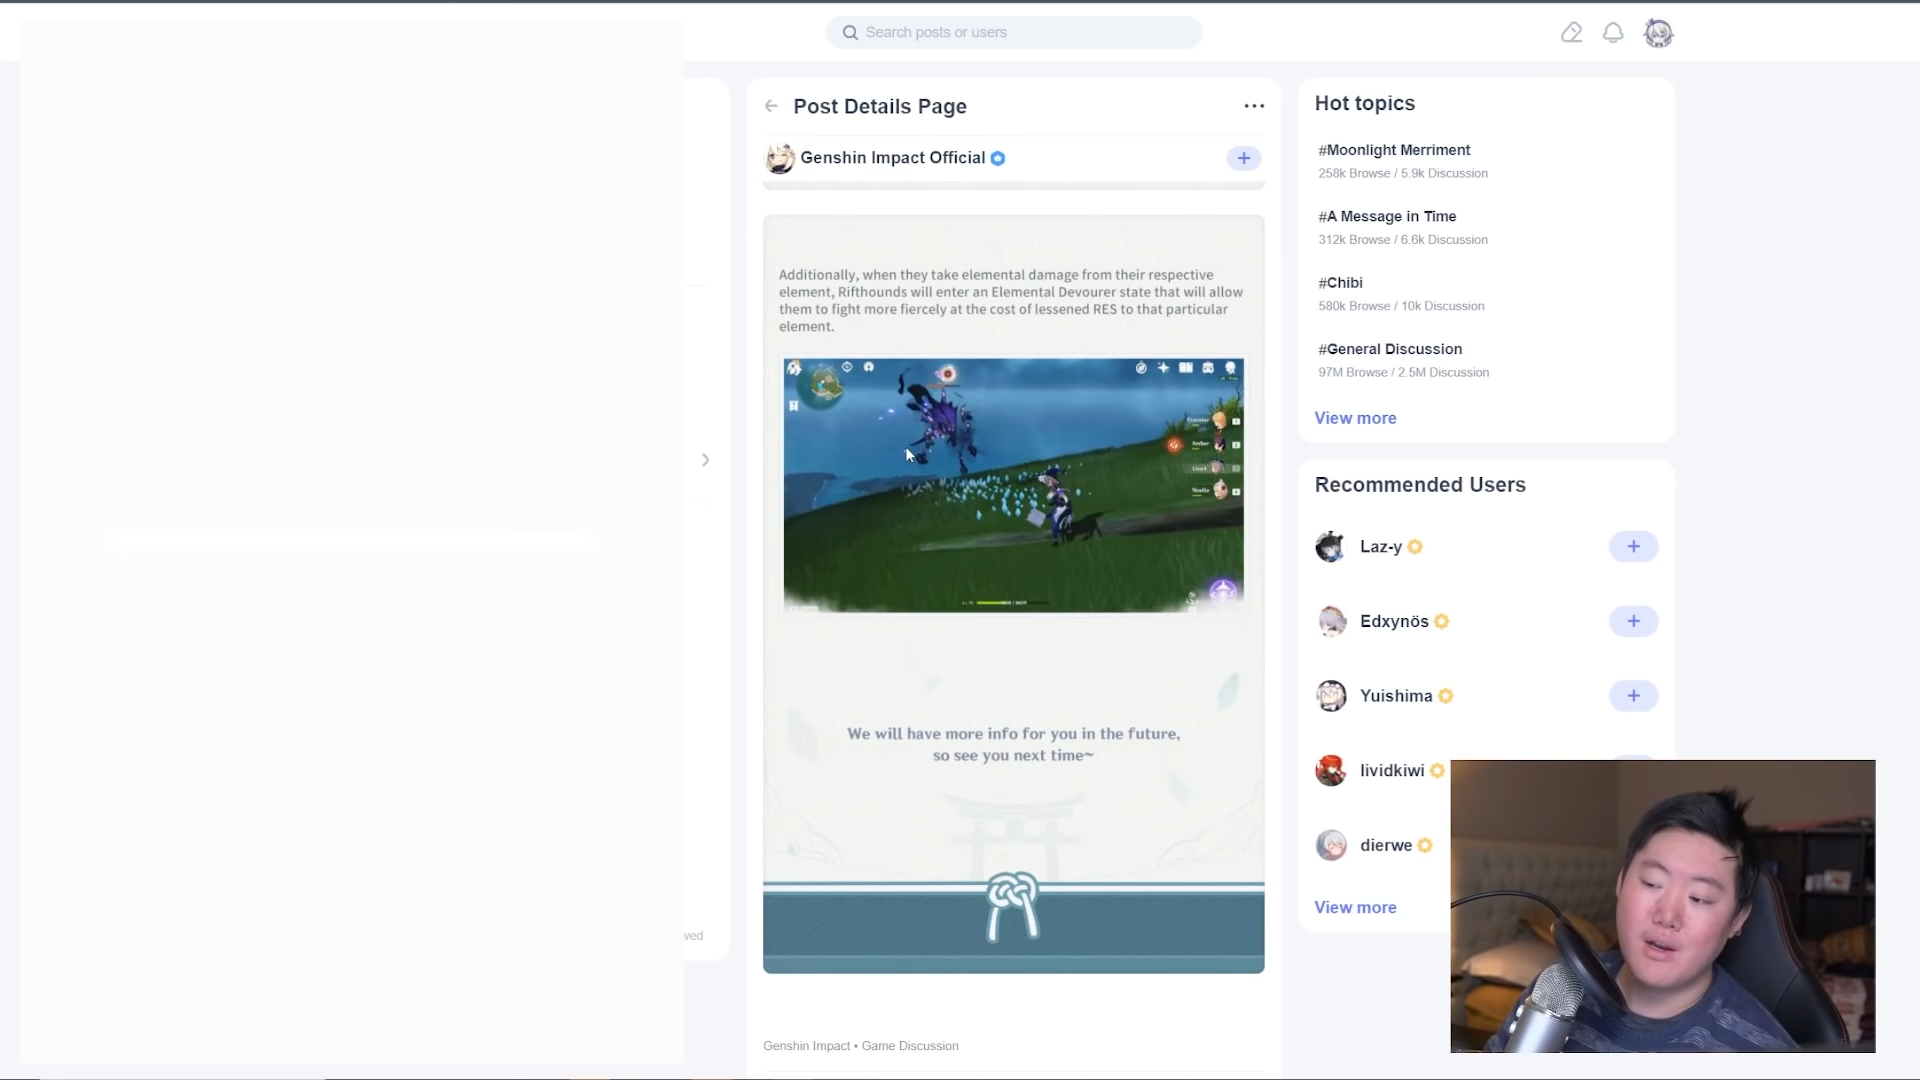 Search posts or users
Post Details Page
Genshin Impact Official
Additionally, when they take elemental damage from their respective
element, Rifthounds will enter an Elemental Devourer state that will allow
them to fight more fiercely at the cost of lessened RES to that particular
element.
Amber
Lisa
Noelle
We will have more info for you in the future,
so see you next time~
ved
Genshin Impact • Game Discussion
Hot topics
#Moonlight Merriment
258k Browse / 5.9k Discussion
#A Message in Time
312k Browse / 6.6k Discussion
#Chibi
580k Browse / 10k Discussion
#General Discussion
97M Browse / 2.5M Discussion
View more
Recommended Users
Laz-y
Edxynös
Yuishima
lividkiwi
dierwe
View more